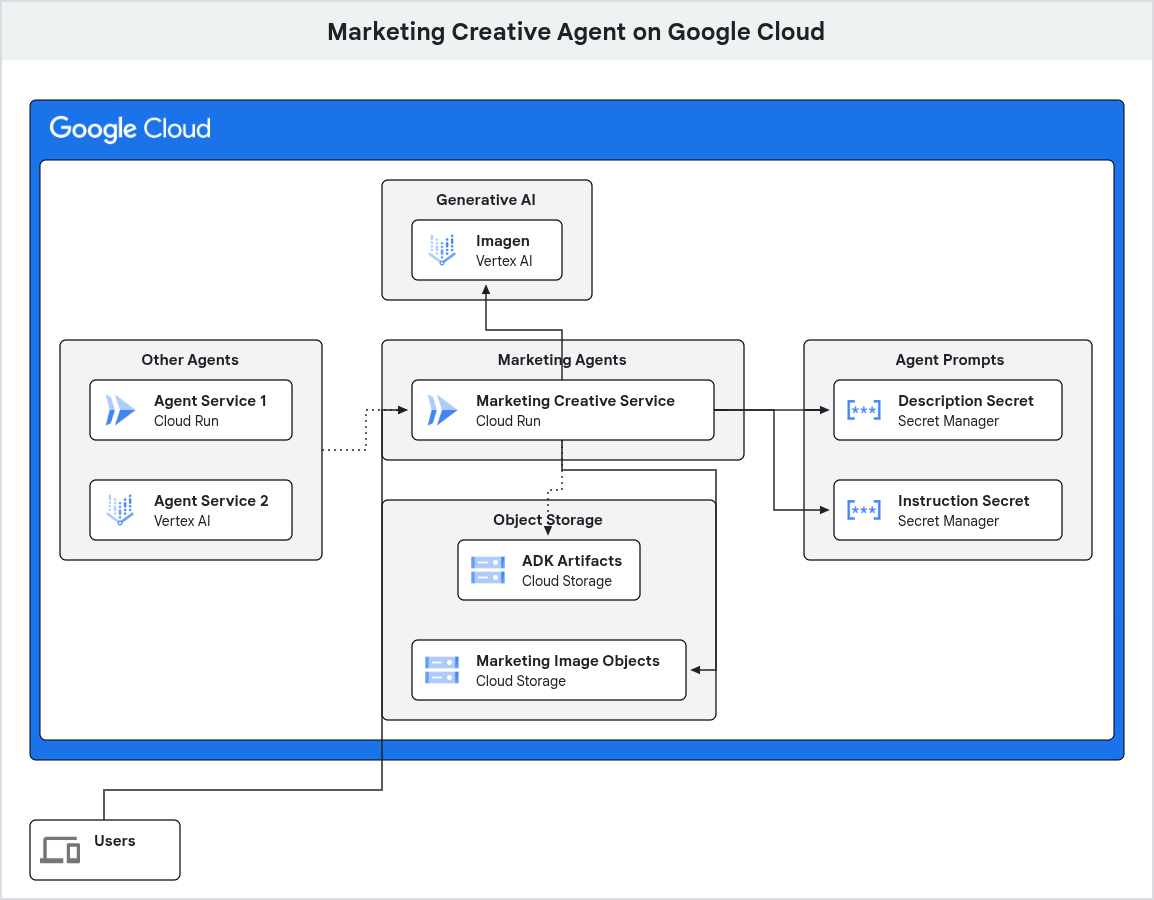 Marketing Creative Agent on Google Cloud
Google Cloud
Generative AI
Imagen
Vertex AI
Other Agents
Agent Service 1
Cloud Run
Agent Service 2
Vertex AI
Marketing Agents
Marketing Creative Service
Cloud Run
Agent Prompts
[***]
Description Secret
Secret Manager
[***]
Instruction Secret
Secret Manager
Object Storage
ADK Artifacts
Cloud Storage
Marketing Image Objects
Cloud Storage
Users